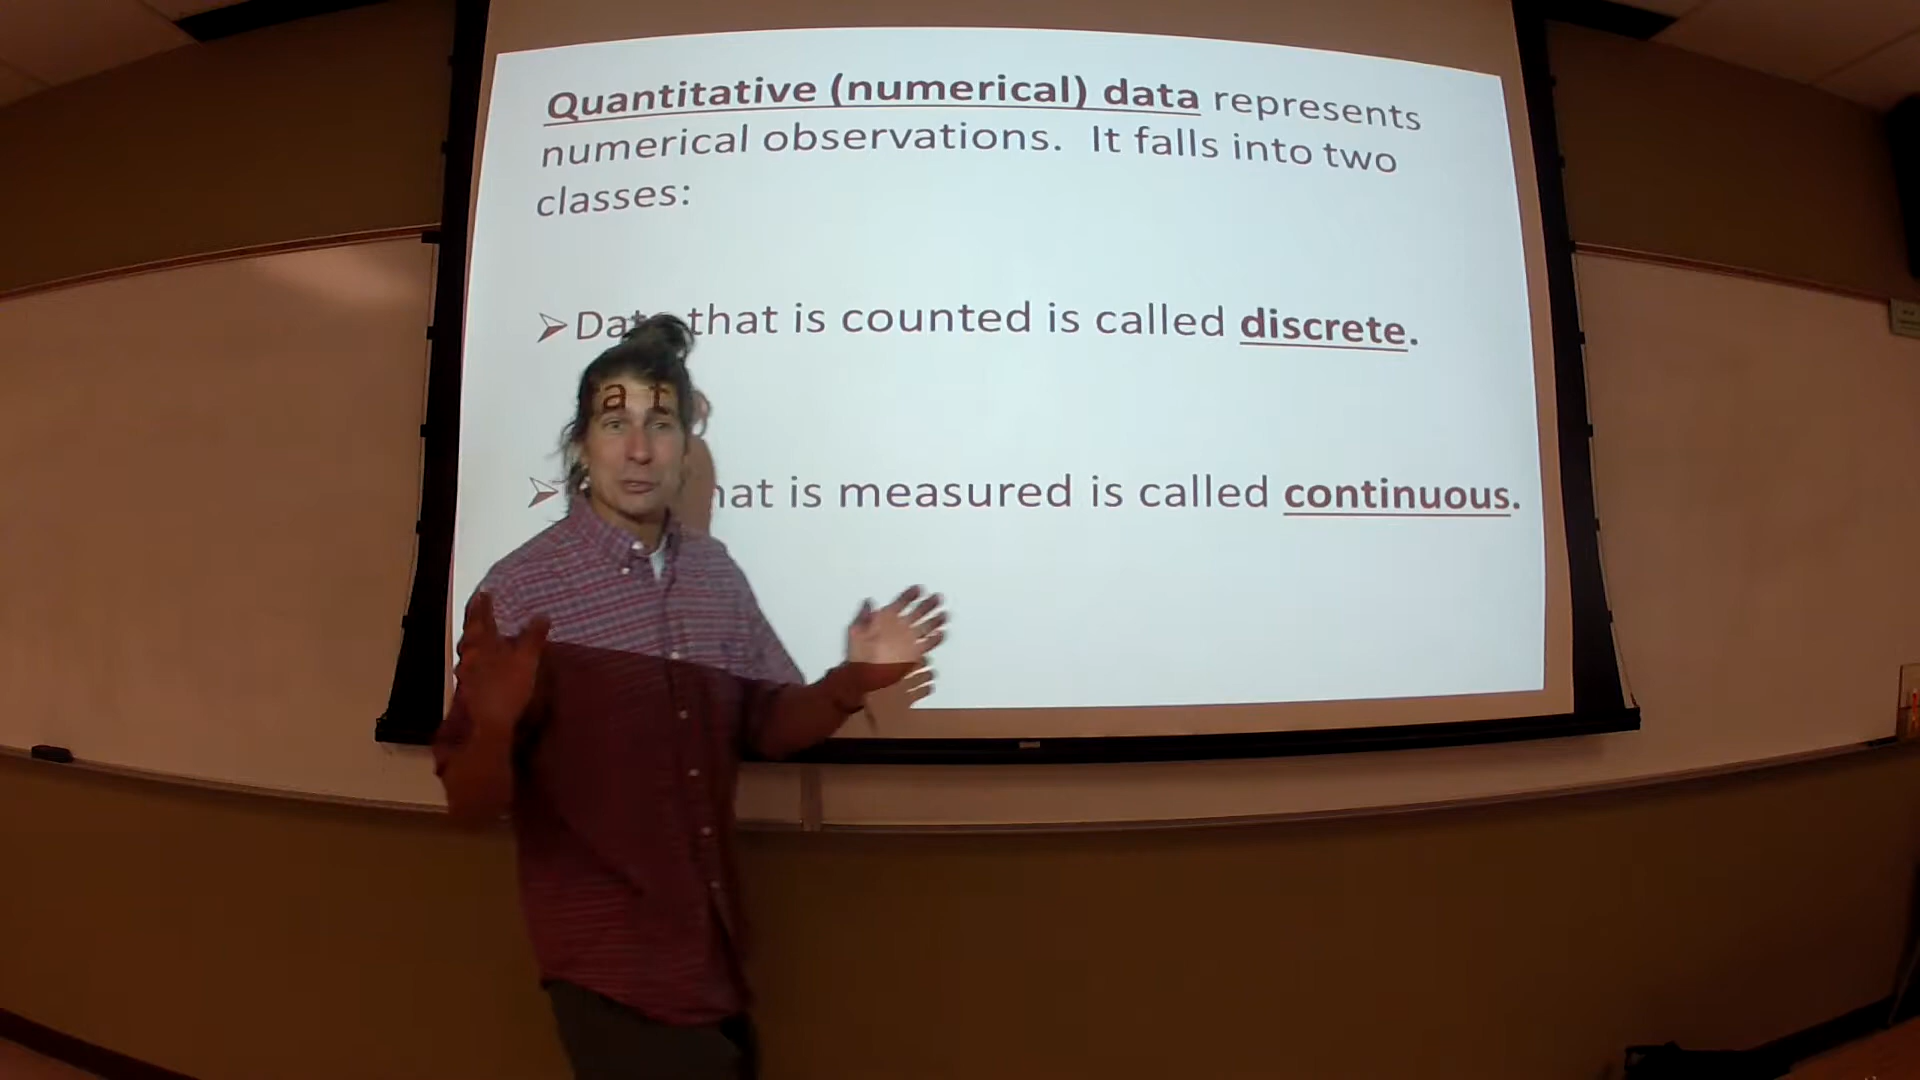 Quantitative (numerical) data represents
numerical observations. It falls into two
classes:
➢Data that is counted is called discrete.
➢ that is measured is called continuous.